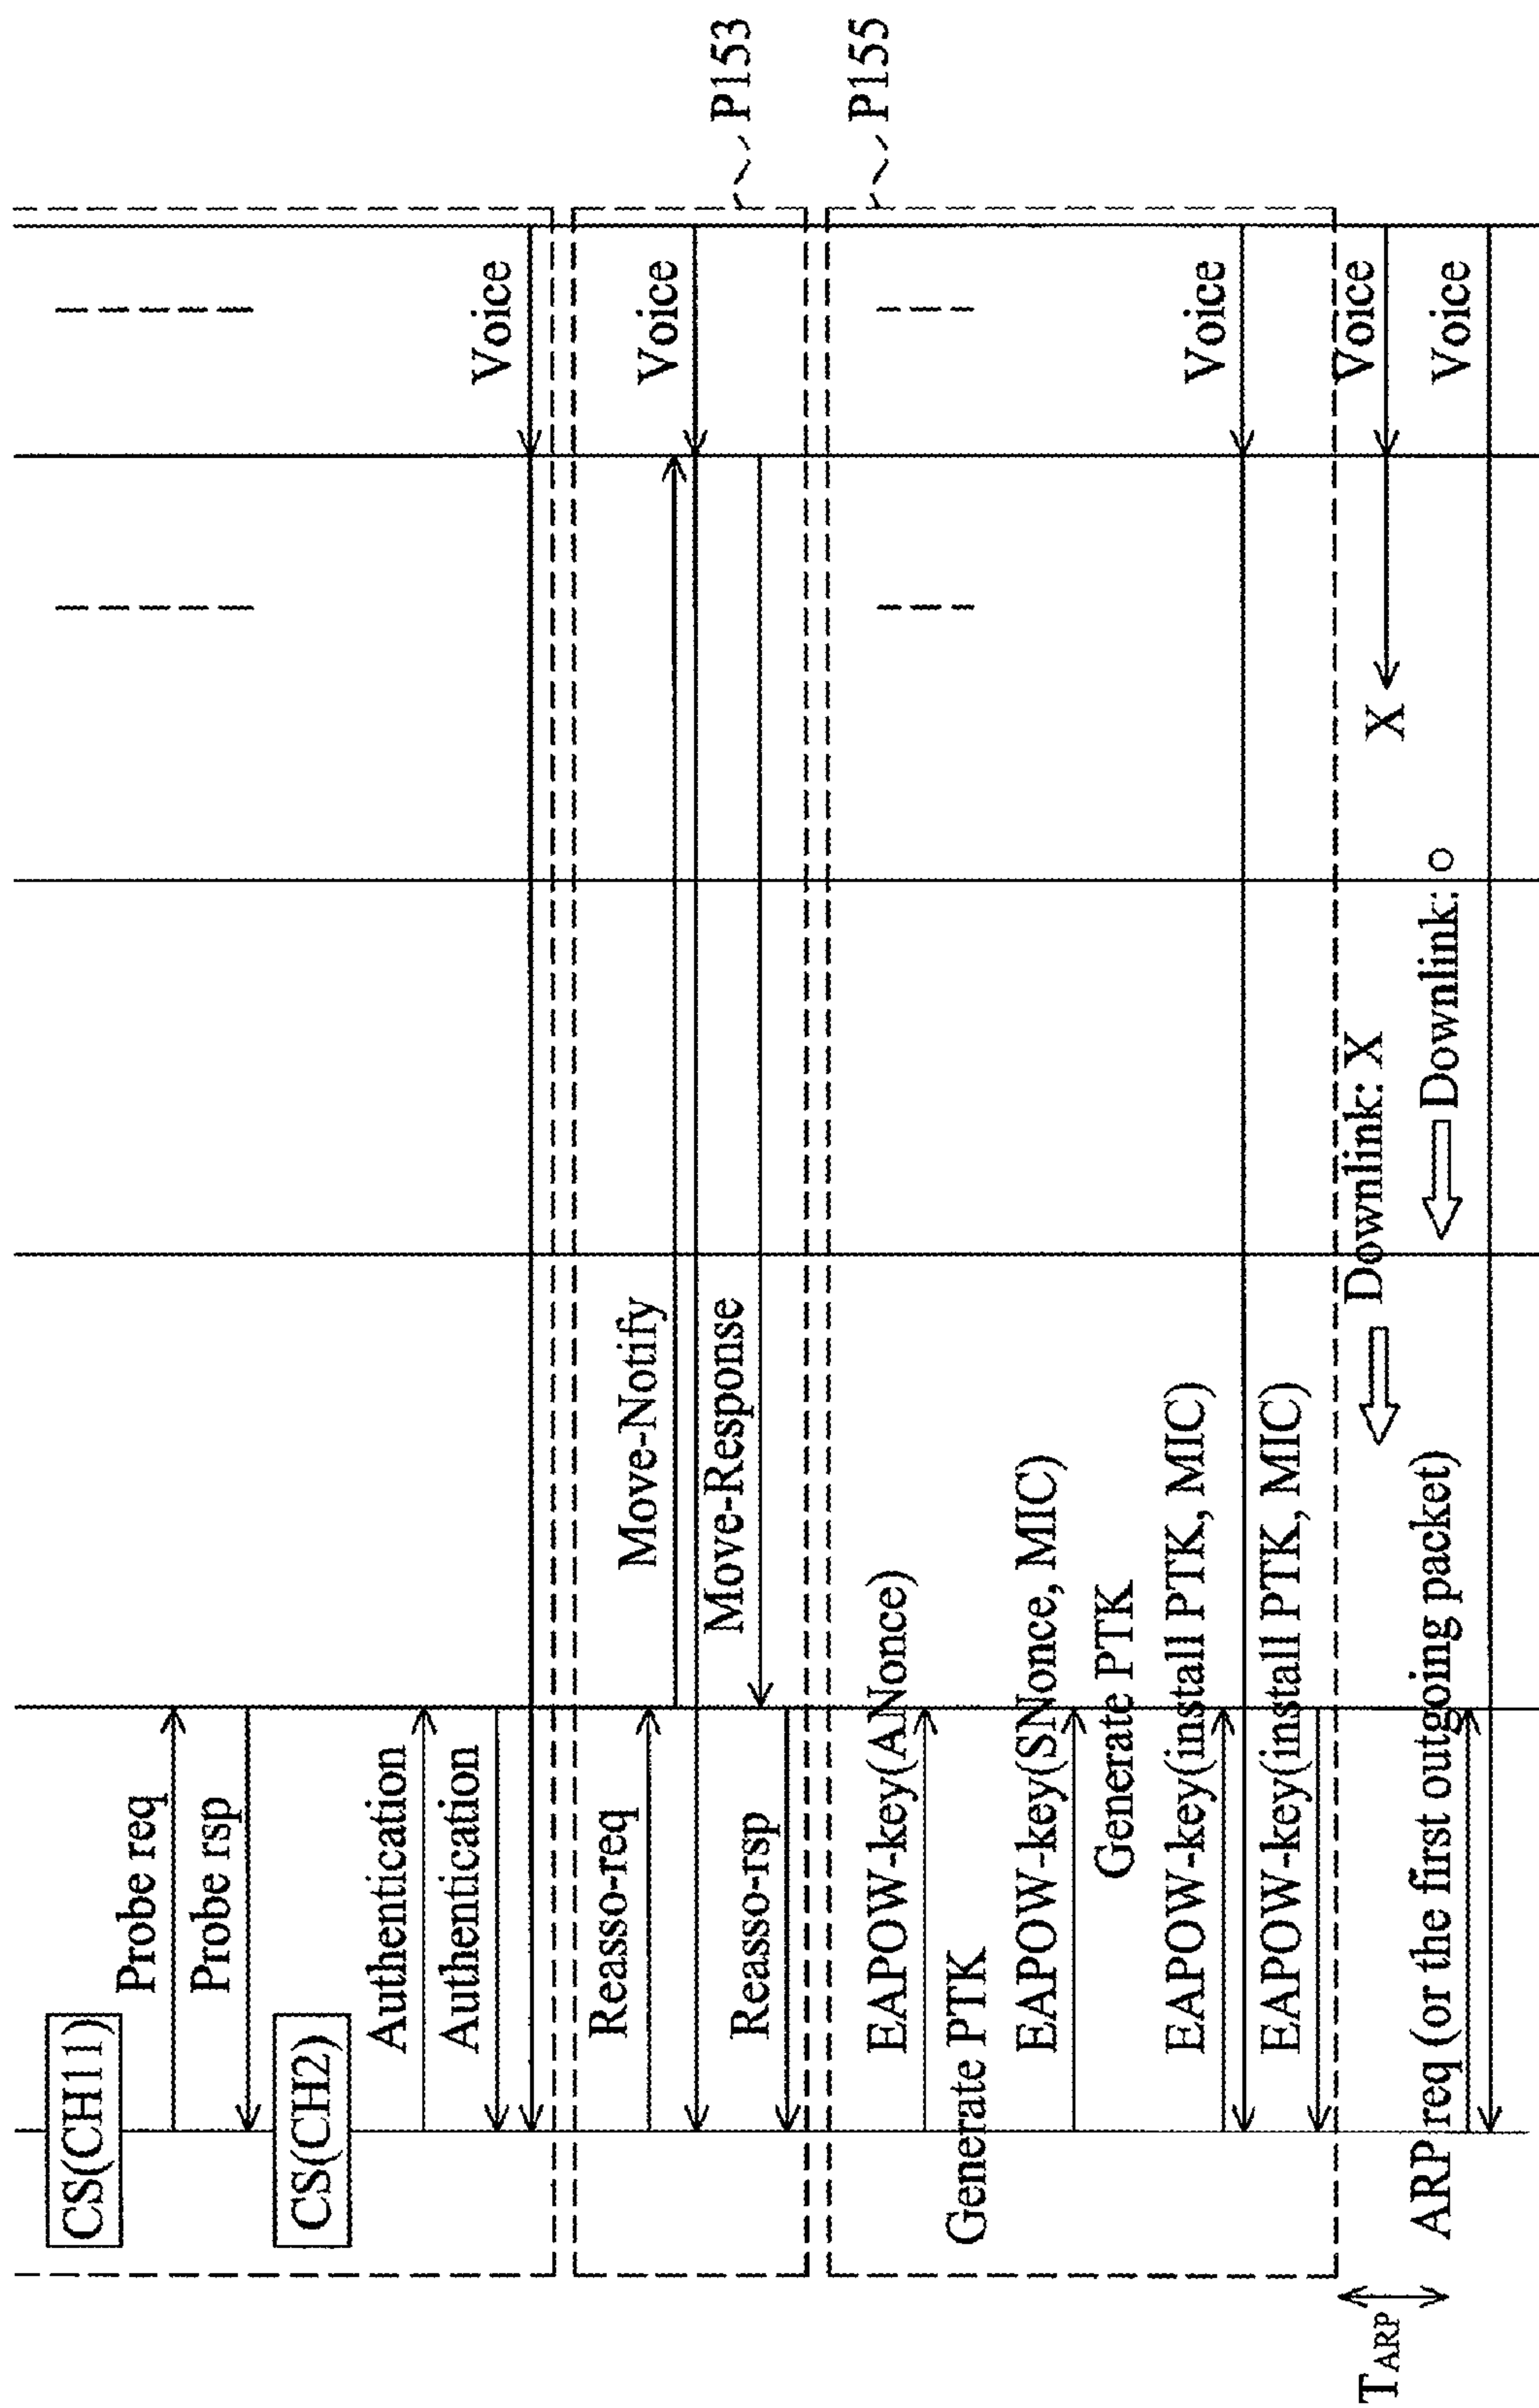 CS(CH11)
Probe req
Probe rsp
CS(CH2)
Authentication
Authentication
Voice
Reasso-req
Move-Notify
Voice
Move-Response
Reasso-rsp
P153
EAPOW-key(ANonce)
Generate PTK
EAPOW-key(SNonce, MIC)
Generate PTK
EAPOW-key(install PTK, MIC)
Voice
EAPOW-key(install PTK, MIC)
P155
TARP
Downlink: X
X
Voice
ARP req (or the first outgoing packet)
Downlink: ○
Voice